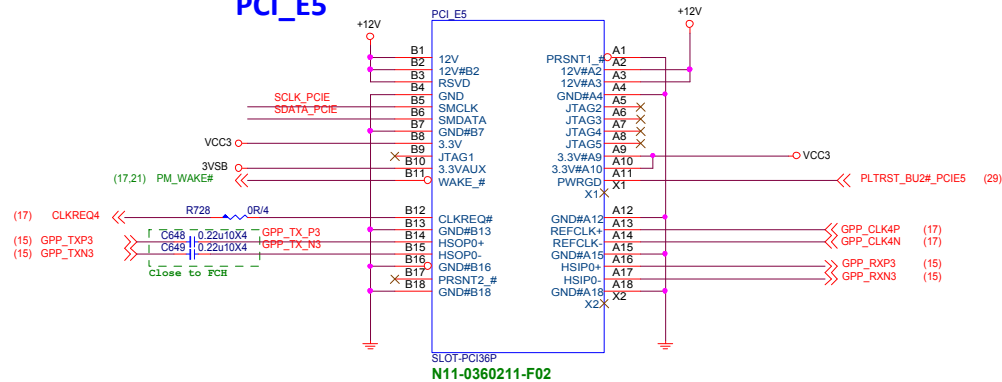 PCI_E5
PCI_E5
+12V
+12V
B1
12V
B2
12V#B2
B3
RSVD
B4
GND
SCLK_PCIE
B5
SMCLK
SDATA_PCIE
B6
SMDATA
B7
GND#B7
VCC3
B8
3.3V
B9
JTAG1
3VSB
B10
3.3VAUX
(17,21) PM_WAKE#
B11
WAKE_#
(17) CLKREQ4
R728
0R/4
B12
CLKREQ#
B13
GND#B13
(15) GPP_TXP3
C648
0.22u10X4
GPP_TX_P3
B14
HSOP0+
(15) GPP_TXN3
C649
0.22u10X4
GPP_TX_N3
B15
HSOP0-
Close to FCH
B16
GND#B16
B17
PRSNT2_#
B18
GND#B18
PRSNT1_#
A1
12V#A2
A2
12V#A3
A3
GND#A4
A4
JTAG2
A5
JTAG3
A6
JTAG4
A7
JTAG5
A8
3.3V#A9
A9
VCC3
3.3V#A10
A10
PWRGD
A11
PLTRST_BU2#_PCIE5 (29)
X1
X1
GND#A12
A12
REFCLK+
A13
GPP_CLK4P (17)
REFCLK-
A14
GPP_CLK4N (17)
GND#A15
A15
HSIP0+
A16
GPP_RXP3 (15)
HSIP0-
A17
GPP_RXN3 (15)
GND#A18
A18
X2
X2
SLOT-PCI36P
N11-0360211-F02